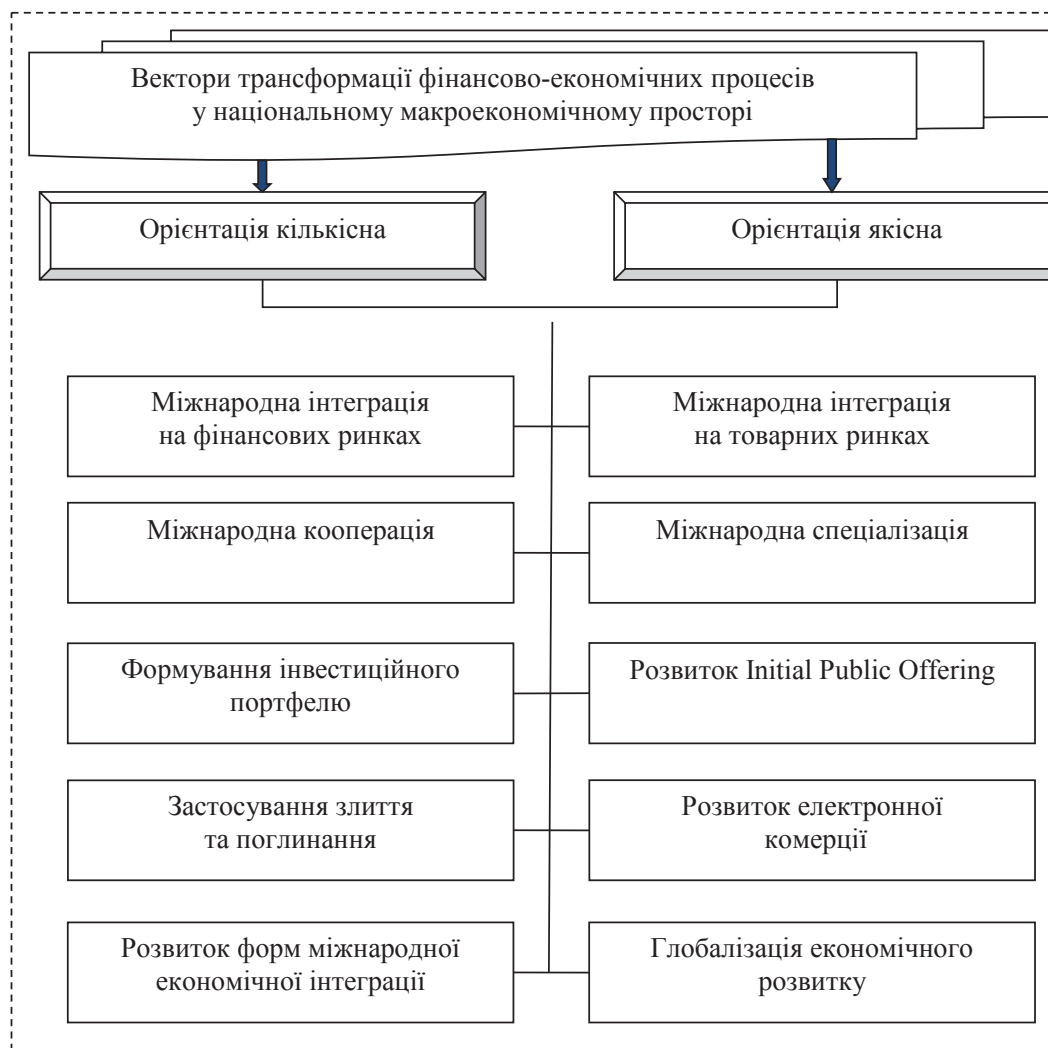 Вектори трансформації фінансово-економічних процесів
у національному макроекономічному просторі
Орієнтація кількісна
Орієнтація якісна
Міжнародна інтеграція
на фінансових ринках
Міжнародна інтеграція
на товарних ринках
Міжнародна кооперація
Міжнародна спеціалізація
Формування інвестиційного
портфелю
Розвиток Initial Public Offering
Застосування злиття
та поглинання
Розвиток електронної
комерції
Розвиток форм міжнародної
економічної інтеграції
Глобалізація економічного
розвитку